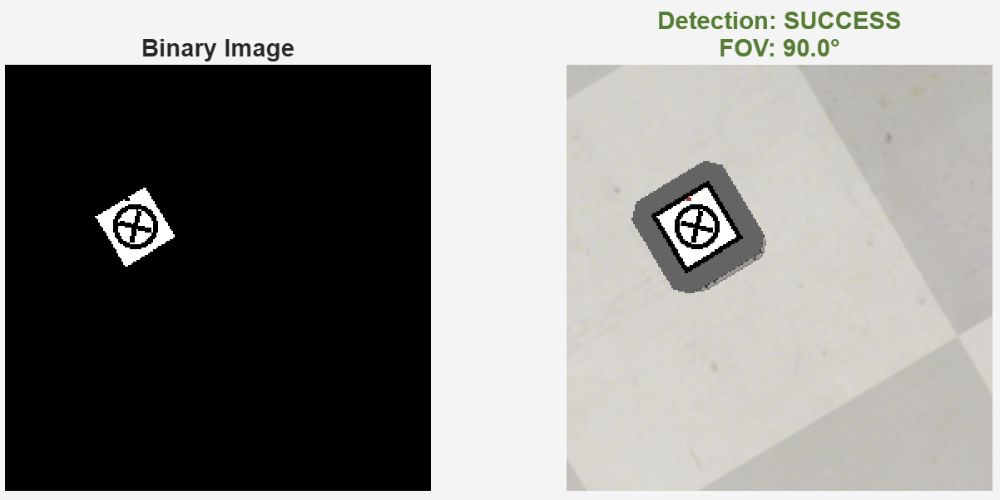 Binary Image
Detection: SUCCESS
FOV: 90.0°